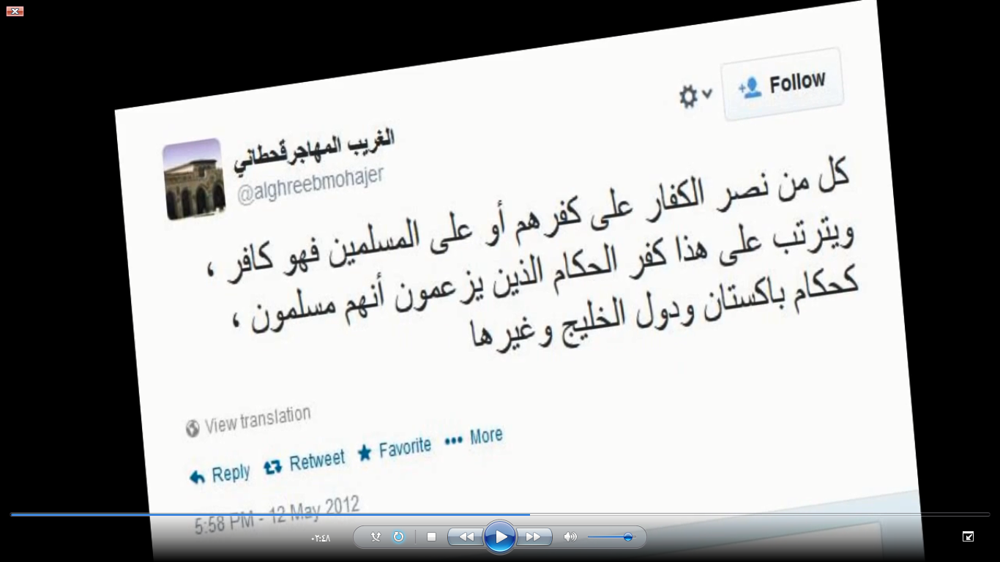 Follow
الغريب المهاجرقحطاني
@alghreebmohajer
كل من نصر الكفار على كفرهم أو على المسلمين فهو كافر ،
ويترتب على هذا كفر الحكام الذين يزعمون أنهم مسلمون ،
كحكام باكستان ودول الخليج وغيرها
View translation
Reply Retweet Favorite More
5:58 PM - 12 May 2012
٠٢:٤٨